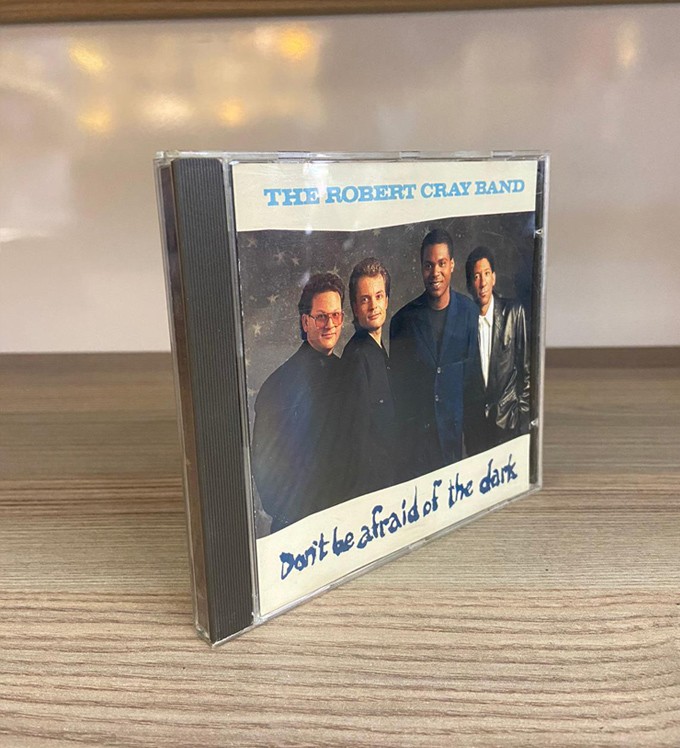 THE ROBERT CRAY BAND
Don't be afraid of the dark